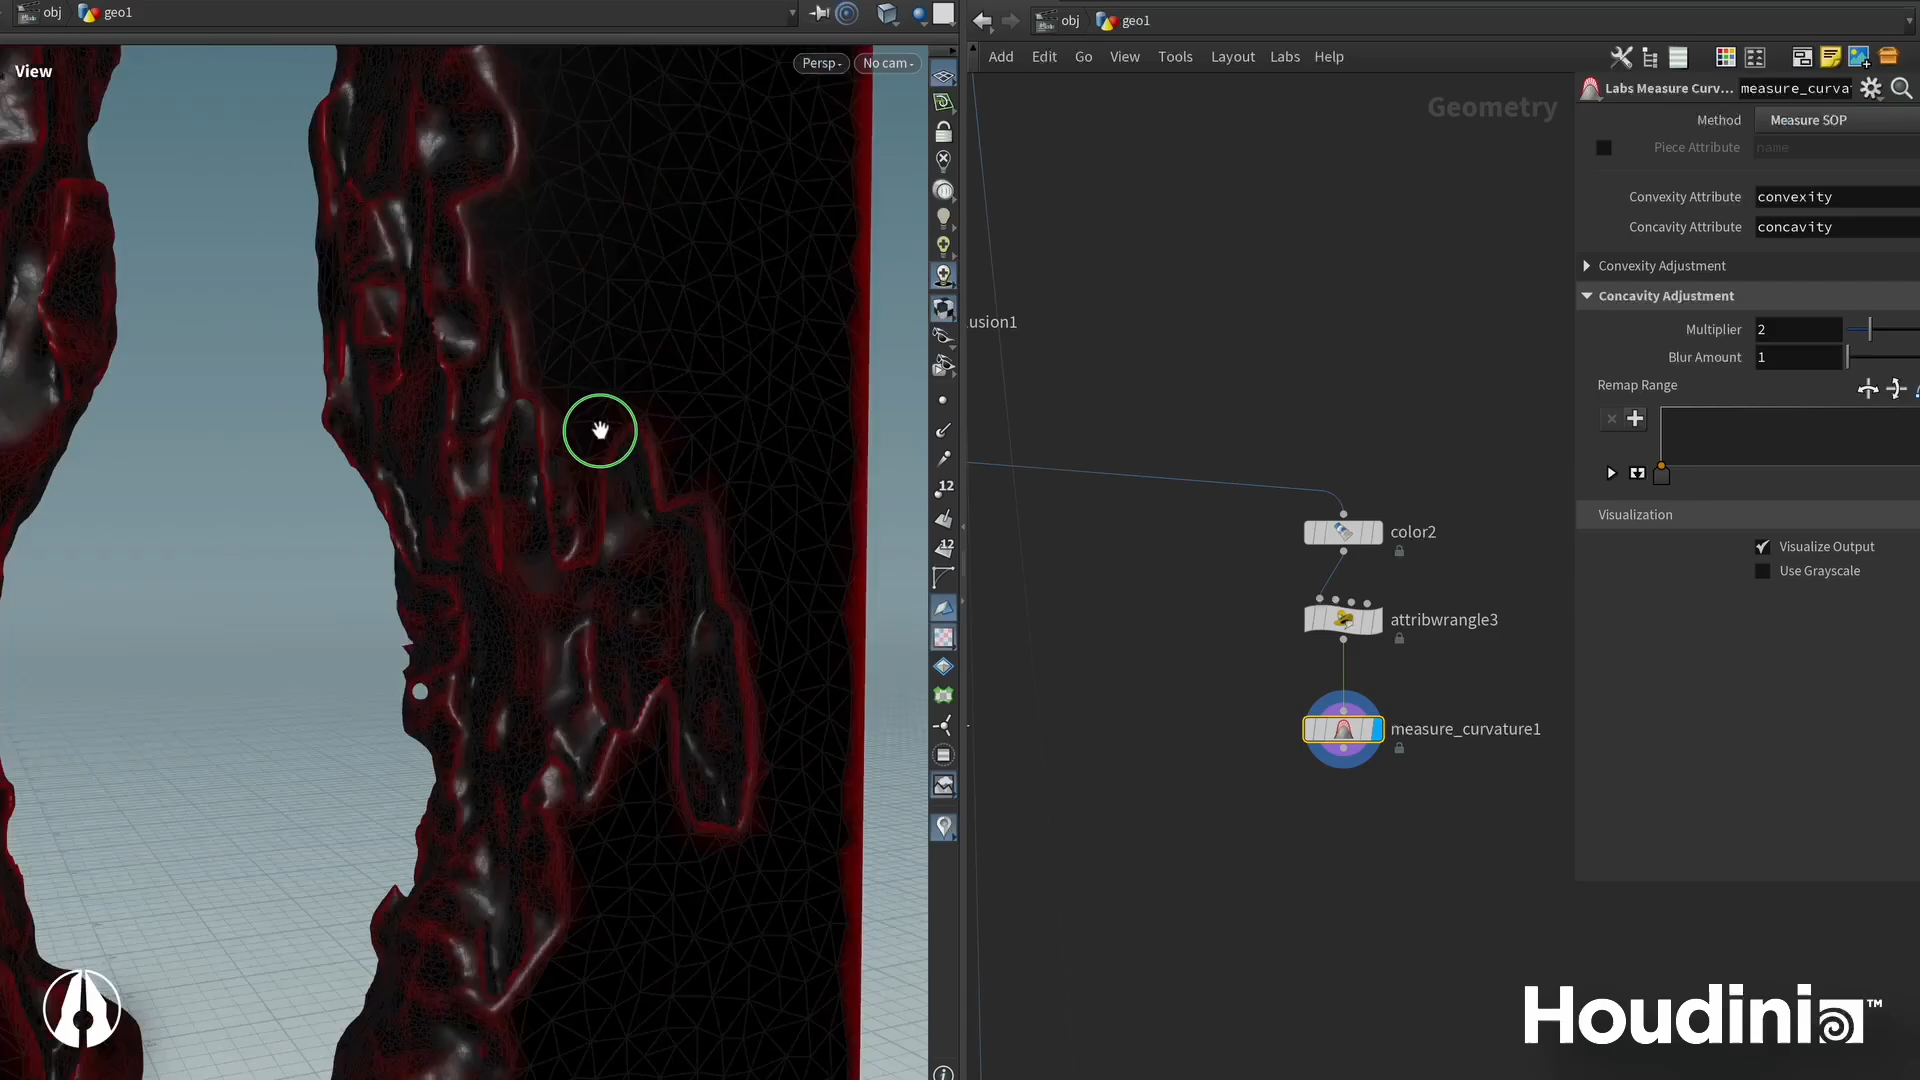 obj geo1
View
Persp
No cam
12
12
obj geo1
Add Edit Go View Tools Layout Labs Help
Geometry
usion1
color2
attribwrangle3
measure_curvature1
Labs Measure Curv... measure_curvat
Method Measure SOP
Piece Attribute name
Convexity Attribute convexity
Concavity Attribute concavity
Convexity Adjustment
Concavity Adjustment
Multiplier 2
Blur Amount 1
Remap Range
Visualization
Visualize Output
Use Grayscale
Houdini™